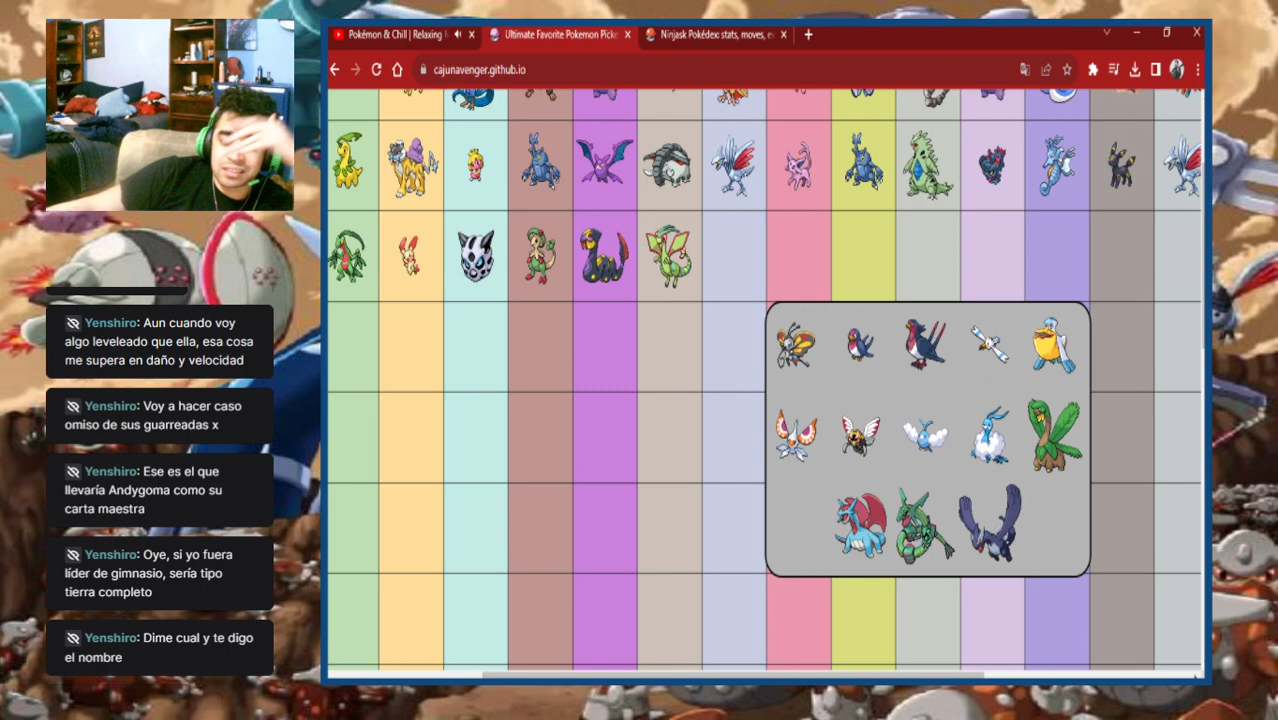 Pokémon & Chill | Relaxing
Ultimate Favorite Pokemon Picke
Ninjask Pokédex: stats, moves, e
cajunavenger.github.io
Yenshiro: Aun cuando voy
algo leveleado que ella, esa cosa
me supera en daño y velocidad
Yenshiro: Voy a hacer caso
omiso de sus guarreadas x
Yenshiro: Ese es el que
llevaría Andygoma como su
carta maestra
Yenshiro: Oye, si yo fuera
líder de gimnasio, sería tipo
tierra completo
Yenshiro: Dime cual y te digo
el nombre